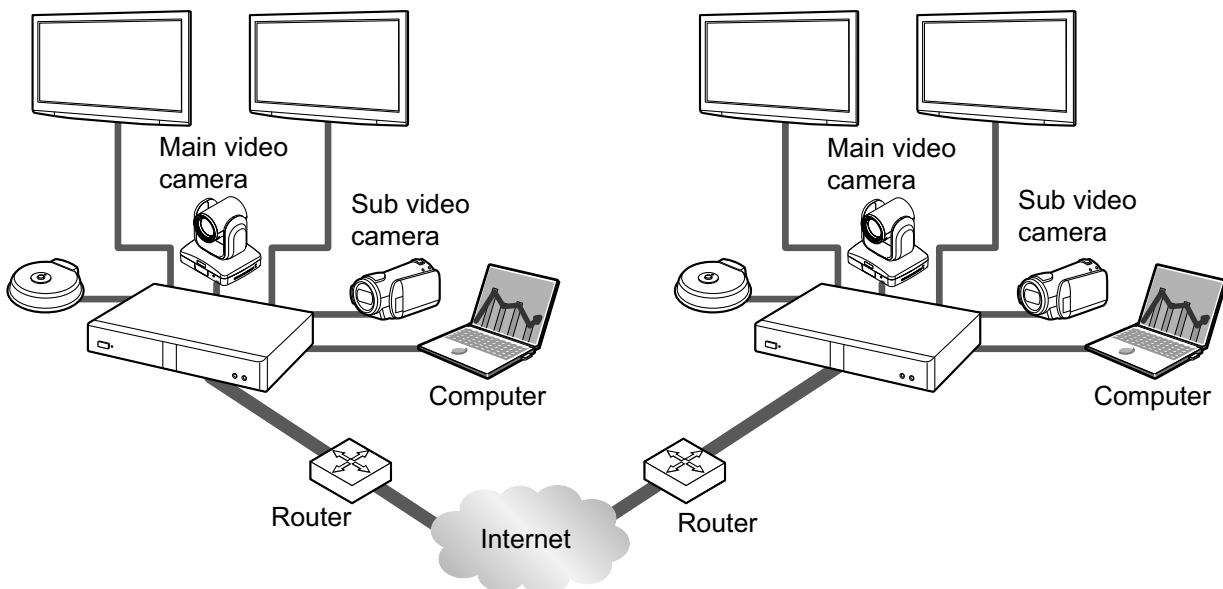 Main video
camera
Sub video
camera
Computer
Router
Main video
camera
Sub video
camera
Computer
Router
Internet